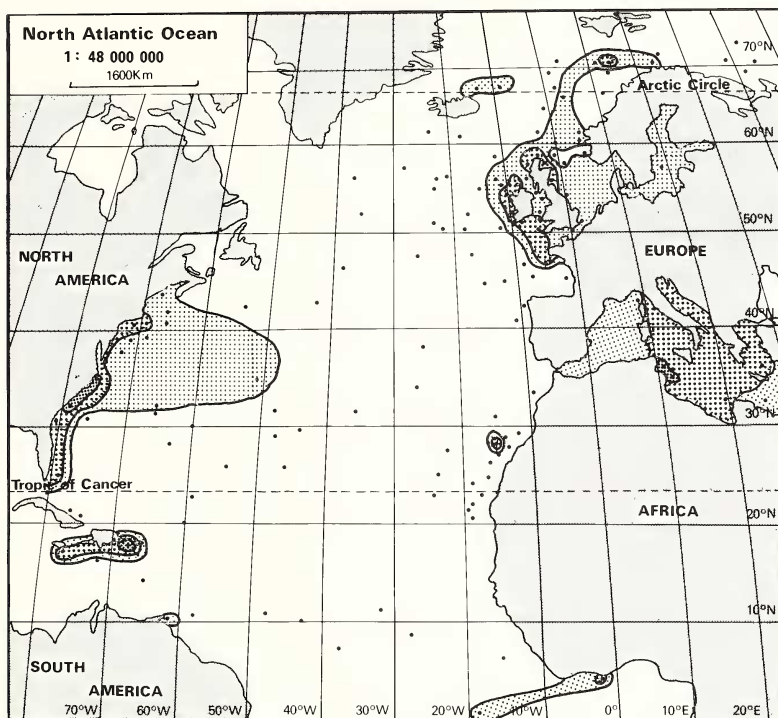 North Atlantic Ocean
1: 48 000 000
1600Km
70°N
Arctic Circle
60°N
50°N
NORTH
AMERICA
EUROPE
40°N
30°N
Tropic of Cancer
20°N
AFRICA
10°N
SOUTH
AMERICA
70°W
60°W
50°W
40°W
30°W
20°W
10°W
0°
10°E
20°E